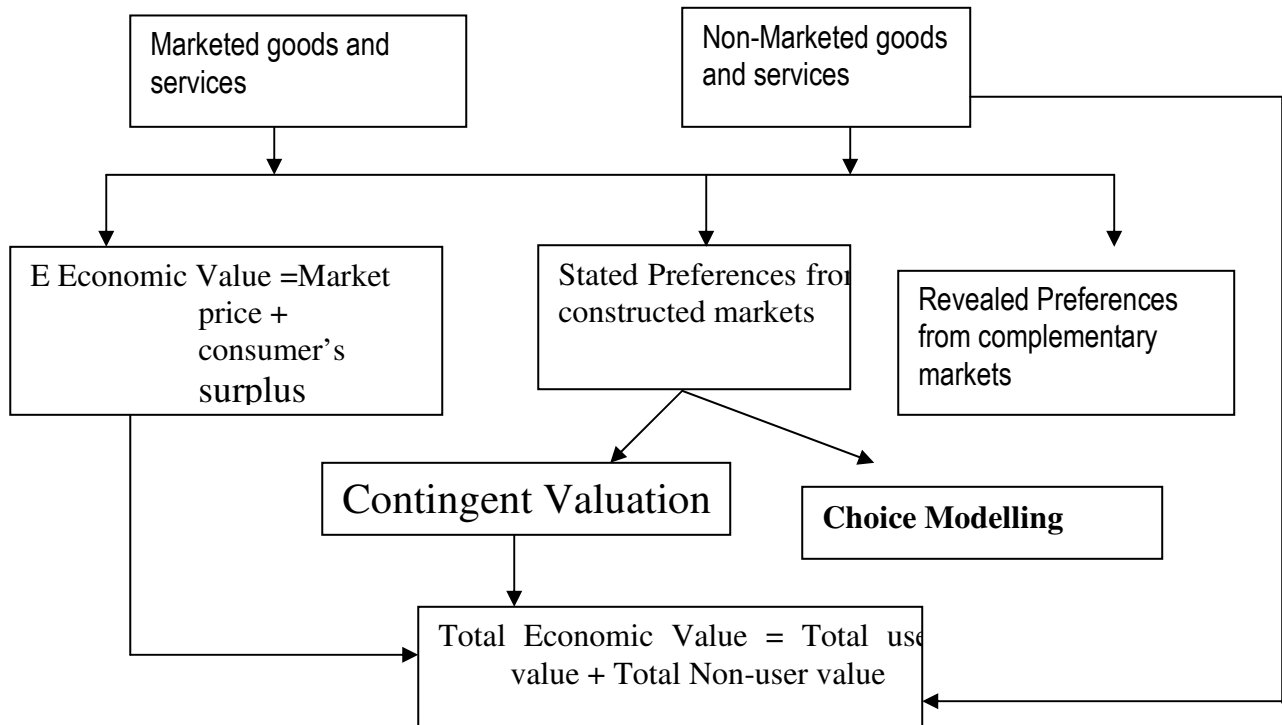 Marketed goods and
services
Non-Marketed goods
and services
E Economic Value =Market
price +
consumer’s
surplus
Stated Preferences from
constructed markets
Revealed Preferences
from complementary
markets
Contingent Valuation
Choice Modelling
Total Economic Value = Total use
value + Total Non-user value